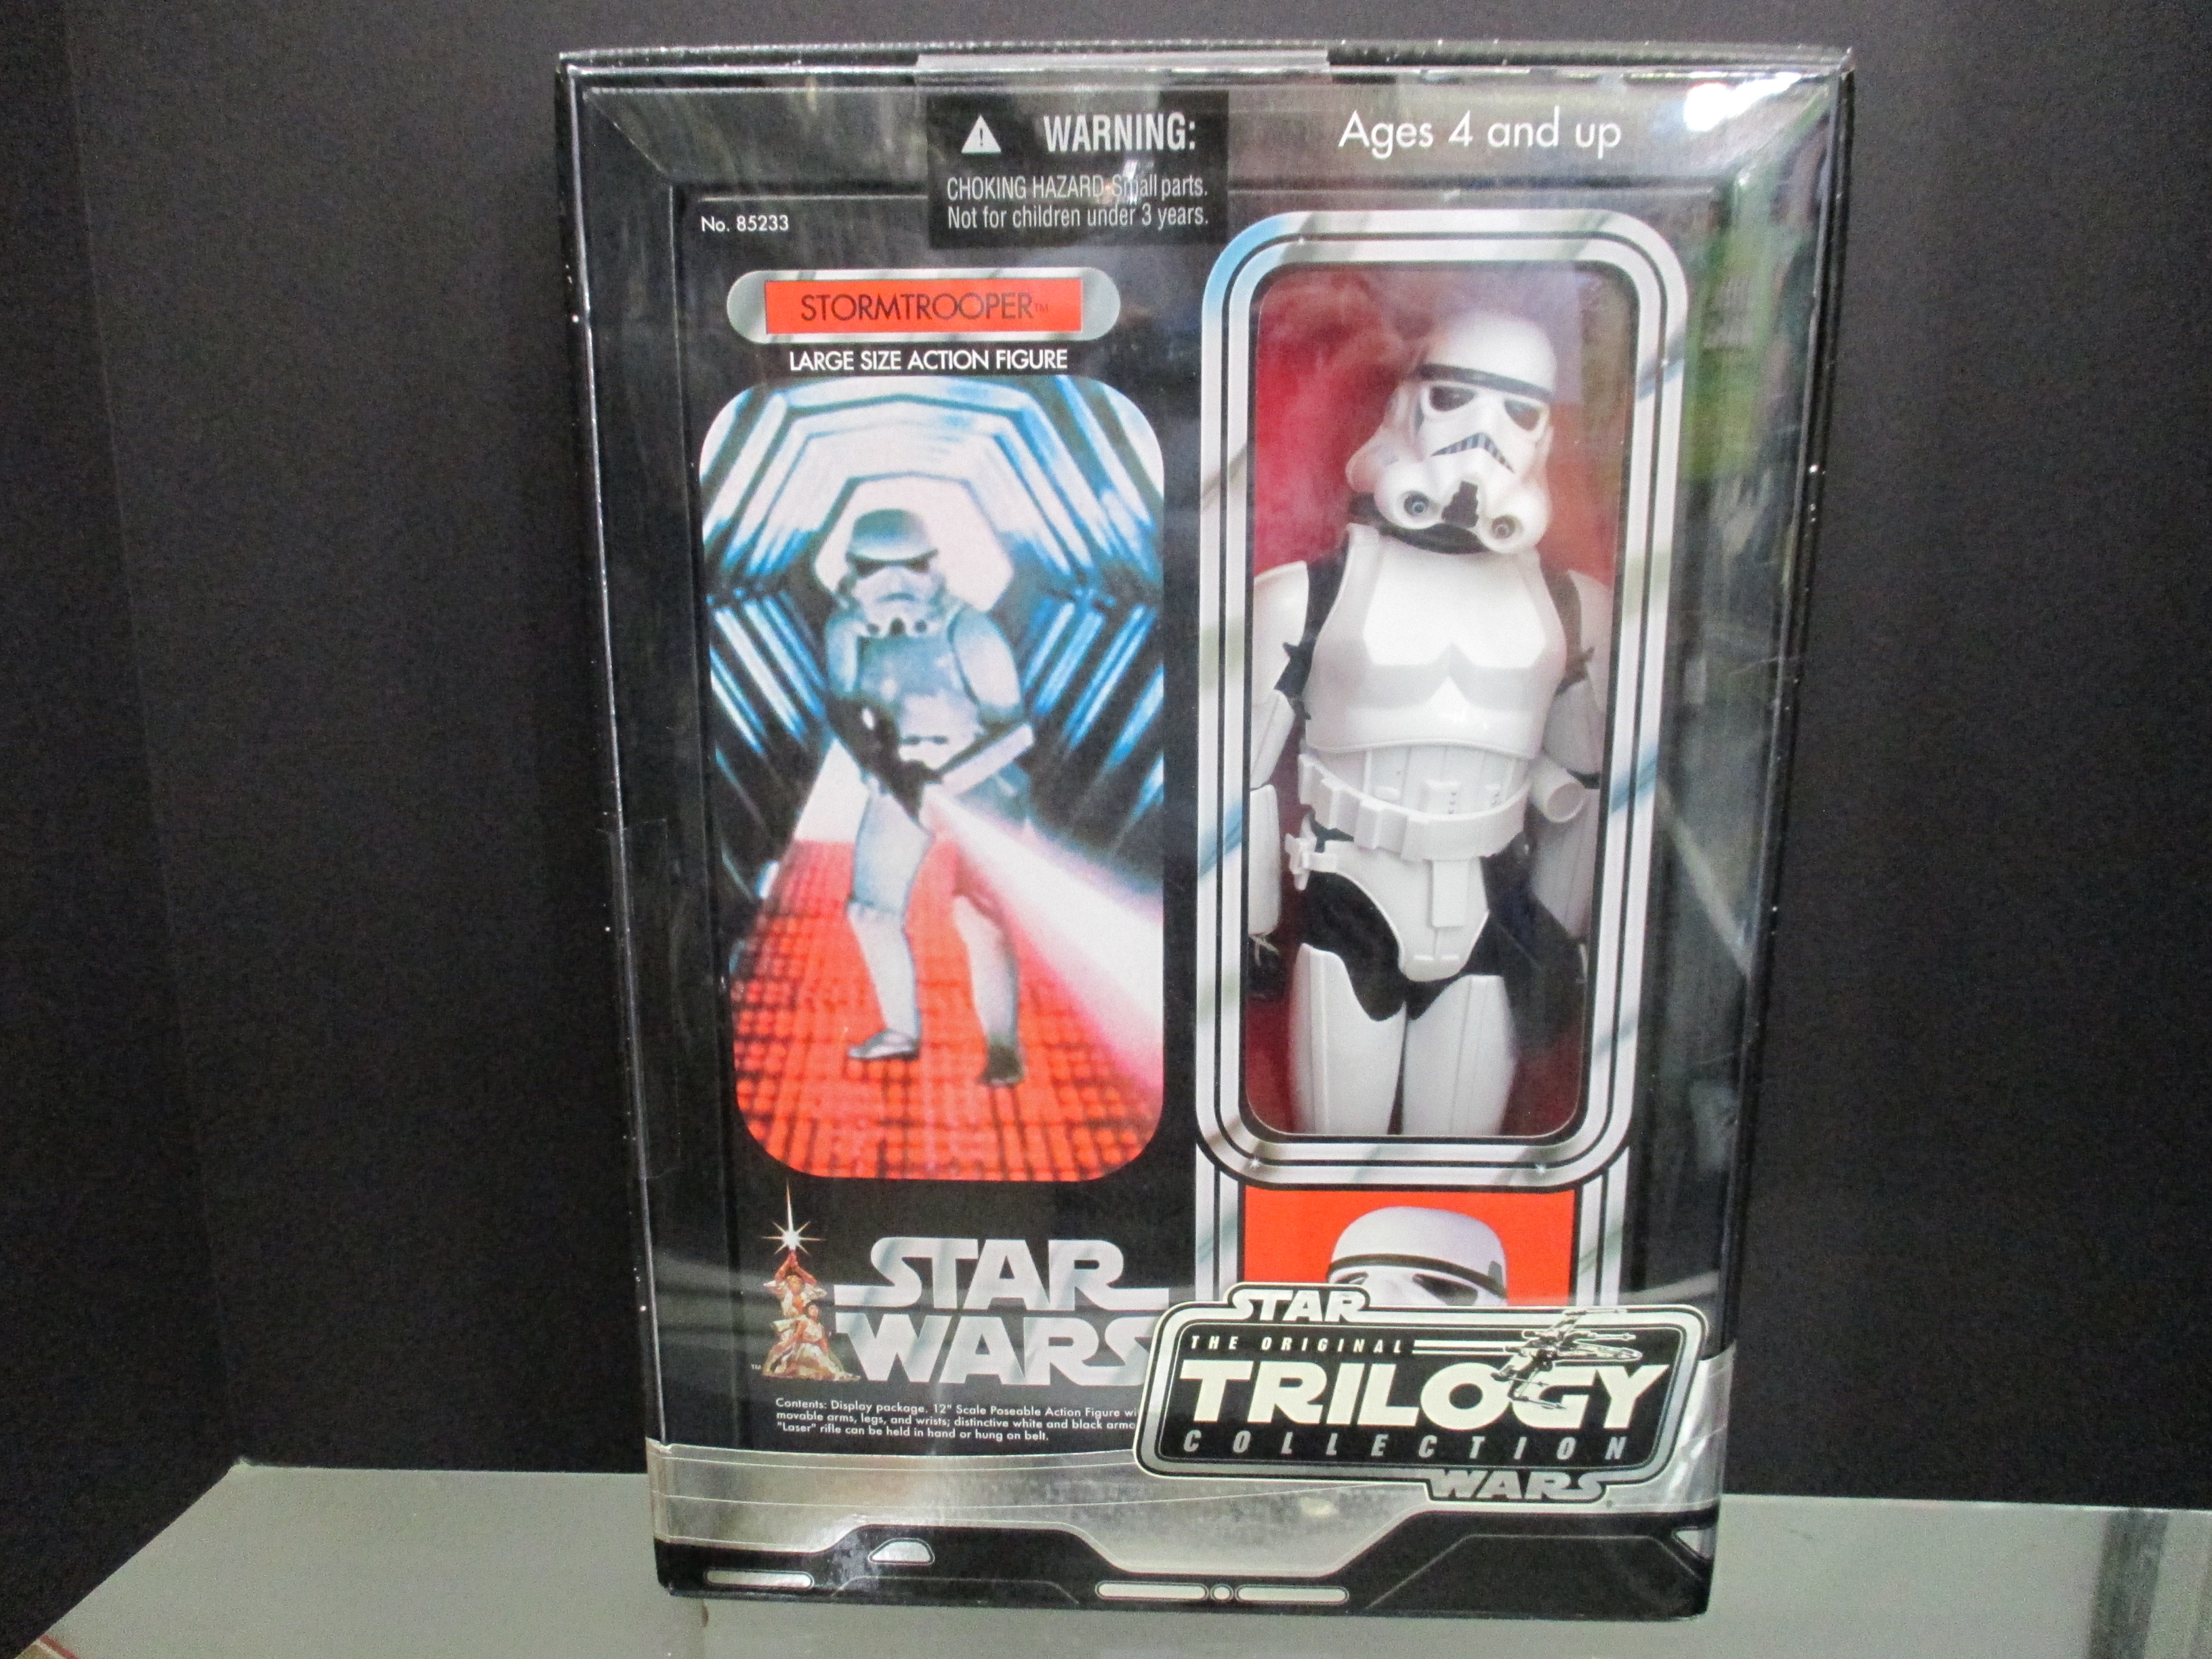 WARNING:
CHOKING HAZARD-Small parts.
Not for children under 3 years.
Ages 4 and up
No. 85233
STORMTROOPER™
LARGE SIZE ACTION FIGURE
STAR
WARS
TM
Contents: Display package. 12" Scale Poseable Action Figure
movable arms, legs, and wrists; distinctive white and black
"Laser" rifle can be held in hand or hung on belt.
STAR
THE ORIGINAL
TRILOGY
COLLECTION
WARS